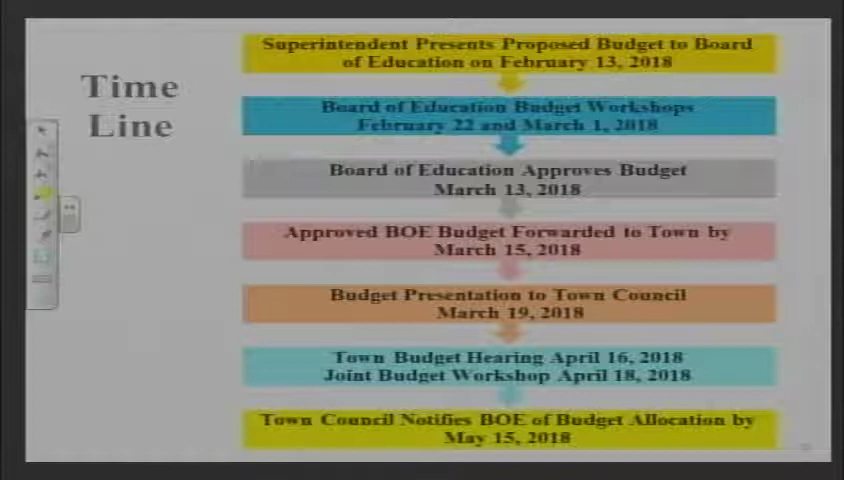 Time
Line
Superintendent Presents Proposed Budget to Board
of Education on February 13, 2018
Board of Education Budget Workshops
February 22 and March 1, 2018
Board of Education Approves Budget
March 13, 2018
Approved BOE Budget Forwarded to Town by
March 15, 2018
Budget Presentation to Town Council
March 19, 2018
Town Budget Hearing April 16, 2018
Joint Budget Workshop April 18, 2018
Town Council Notifies BOE of Budget Allocation by
May 15, 2018